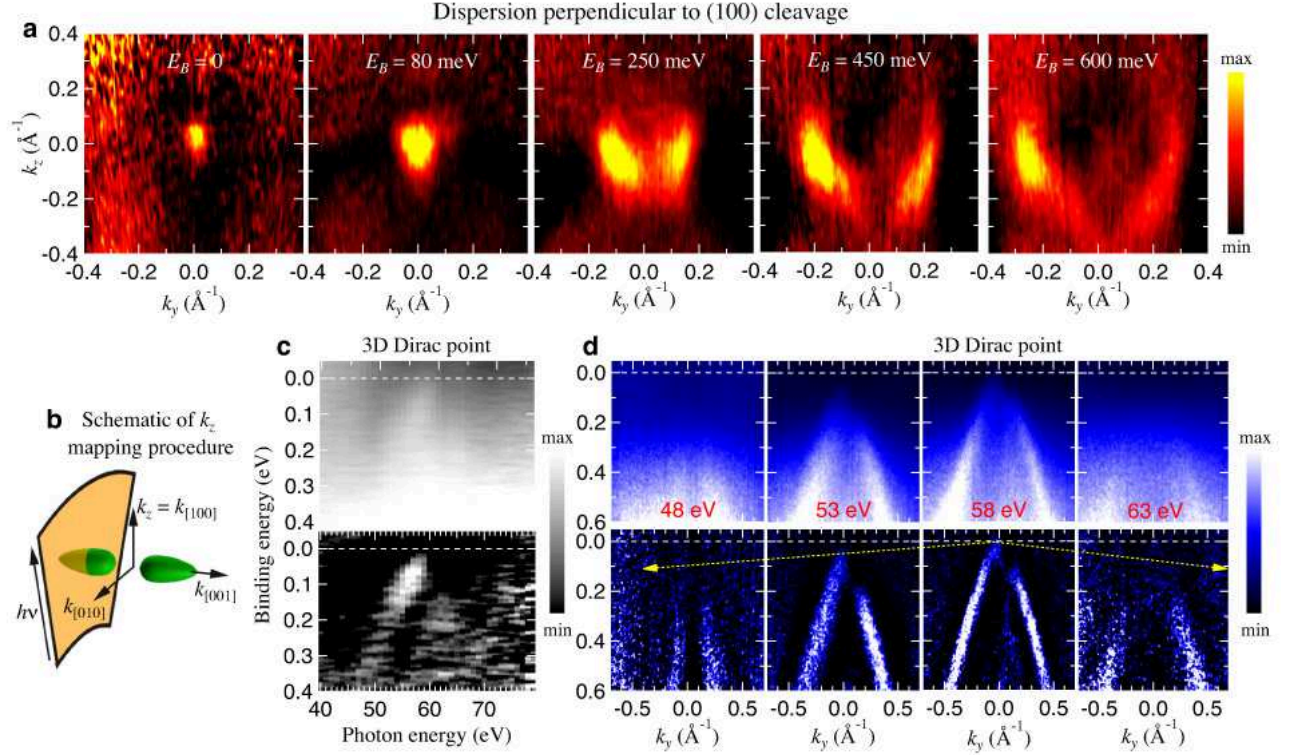 Dispersion perpendicular to (100) cleavage
a
0.4
0.2
0.0
-0.2
-0.4
k_z (Å⁻¹)
E_B = 0
E_B = 80 meV
E_B = 250 meV
E_B = 450 meV
E_B = 600 meV
max
min
-0.4 0.0 -0.4 0.0 -0.4 -0.2 0.0 0.2 -0.4 -0.2 0.0 0.2 -0.4 -0.2 0.0 0.2 0.4
k_y (Å⁻¹) k_y (Å⁻¹) k_y (Å⁻¹) k_y (Å⁻¹) k_y (Å⁻¹)
b
Schematic of k_z
mapping procedure
k_z = k_[100]
k_[001]
k_[010]
hν
c
3D Dirac point
0.0
0.1
0.2
0.3
0.4
0.0
0.1
0.2
0.3
0.4
Binding energy (eV)
40 50 60 70
Photon energy (eV)
max
min
d
3D Dirac point
0.0
0.2
0.4
0.6
48 eV
53 eV
58 eV
63 eV
0.0
0.2
0.4
0.6
-0.5 0.0 0.5 -0.5 0.0 0.5 -0.5 0.0 0.5 -0.5 0.0 0.5
k_y (Å⁻¹) k_y (Å⁻¹) k_y (Å⁻¹) k_y (Å⁻¹)
max
min